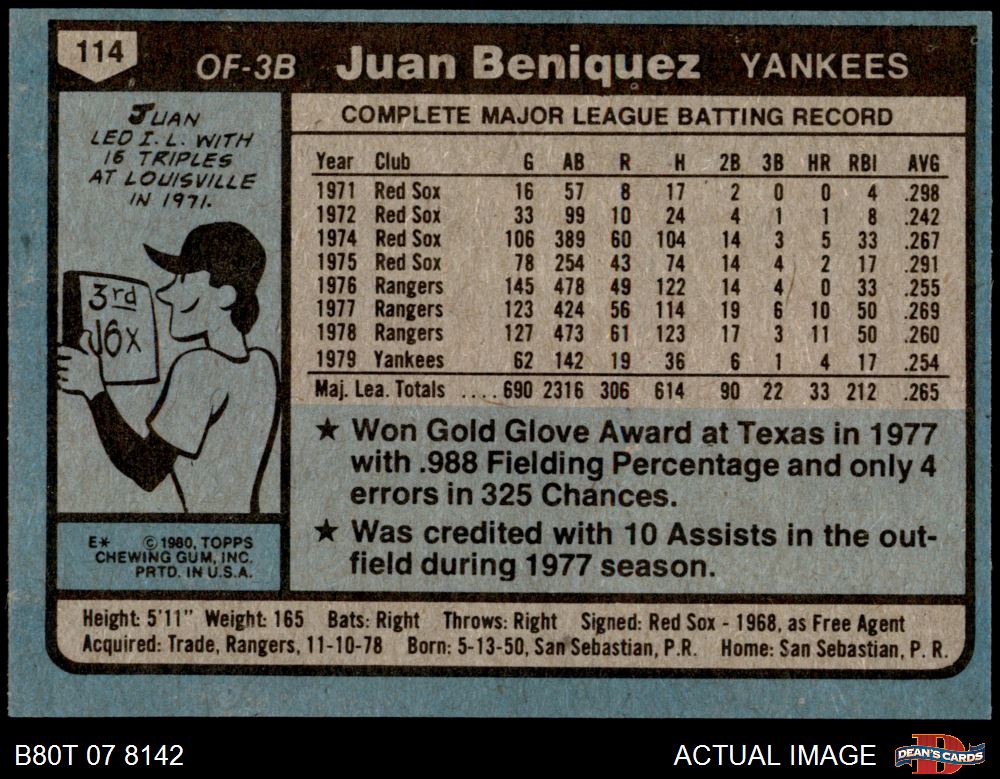 114
OF-3B Juan Beniquez YANKEES
JUAN
LED I.L. WITH
16 TRIPLES
AT LOUISVILLE
IN 1971.
3rd
16x
E* © 1980, TOPPS
CHEWING GUM, INC.
PRTD. IN U.S.A.
COMPLETE MAJOR LEAGUE BATTING RECORD
Year Club G AB R H 2B 3B HR RBI AVG
1971 Red Sox 16 57 8 17 2 0 0 4 .298
1972 Red Sox 33 99 10 24 4 1 1 8 .242
1974 Red Sox 106 389 60 104 14 3 5 33 .267
1975 Red Sox 78 254 43 74 14 4 2 17 .291
1976 Rangers 145 478 49 122 14 4 0 33 .255
1977 Rangers 123 424 56 114 19 6 10 50 .269
1978 Rangers 127 473 61 123 17 3 11 50 .260
1979 Yankees 62 142 19 36 6 1 4 17 .254
Maj. Lea. Totals ....690 2316 306 614 90 22 33 212 .265
★ Won Gold Glove Award at Texas in 1977
with .988 Fielding Percentage and only 4
errors in 325 Chances.
★ Was credited with 10 Assists in the out-
field during 1977 season.
Height: 5'11" Weight: 165 Bats: Right Throws: Right Signed: Red Sox - 1968, as Free Agent
Acquired: Trade, Rangers, 11-10-78 Born: 5-13-50, San Sebastian, P.R. Home: San Sebastian, P. R.
B80T 07 8142 ACTUAL IMAGE DEAN'S CARDS